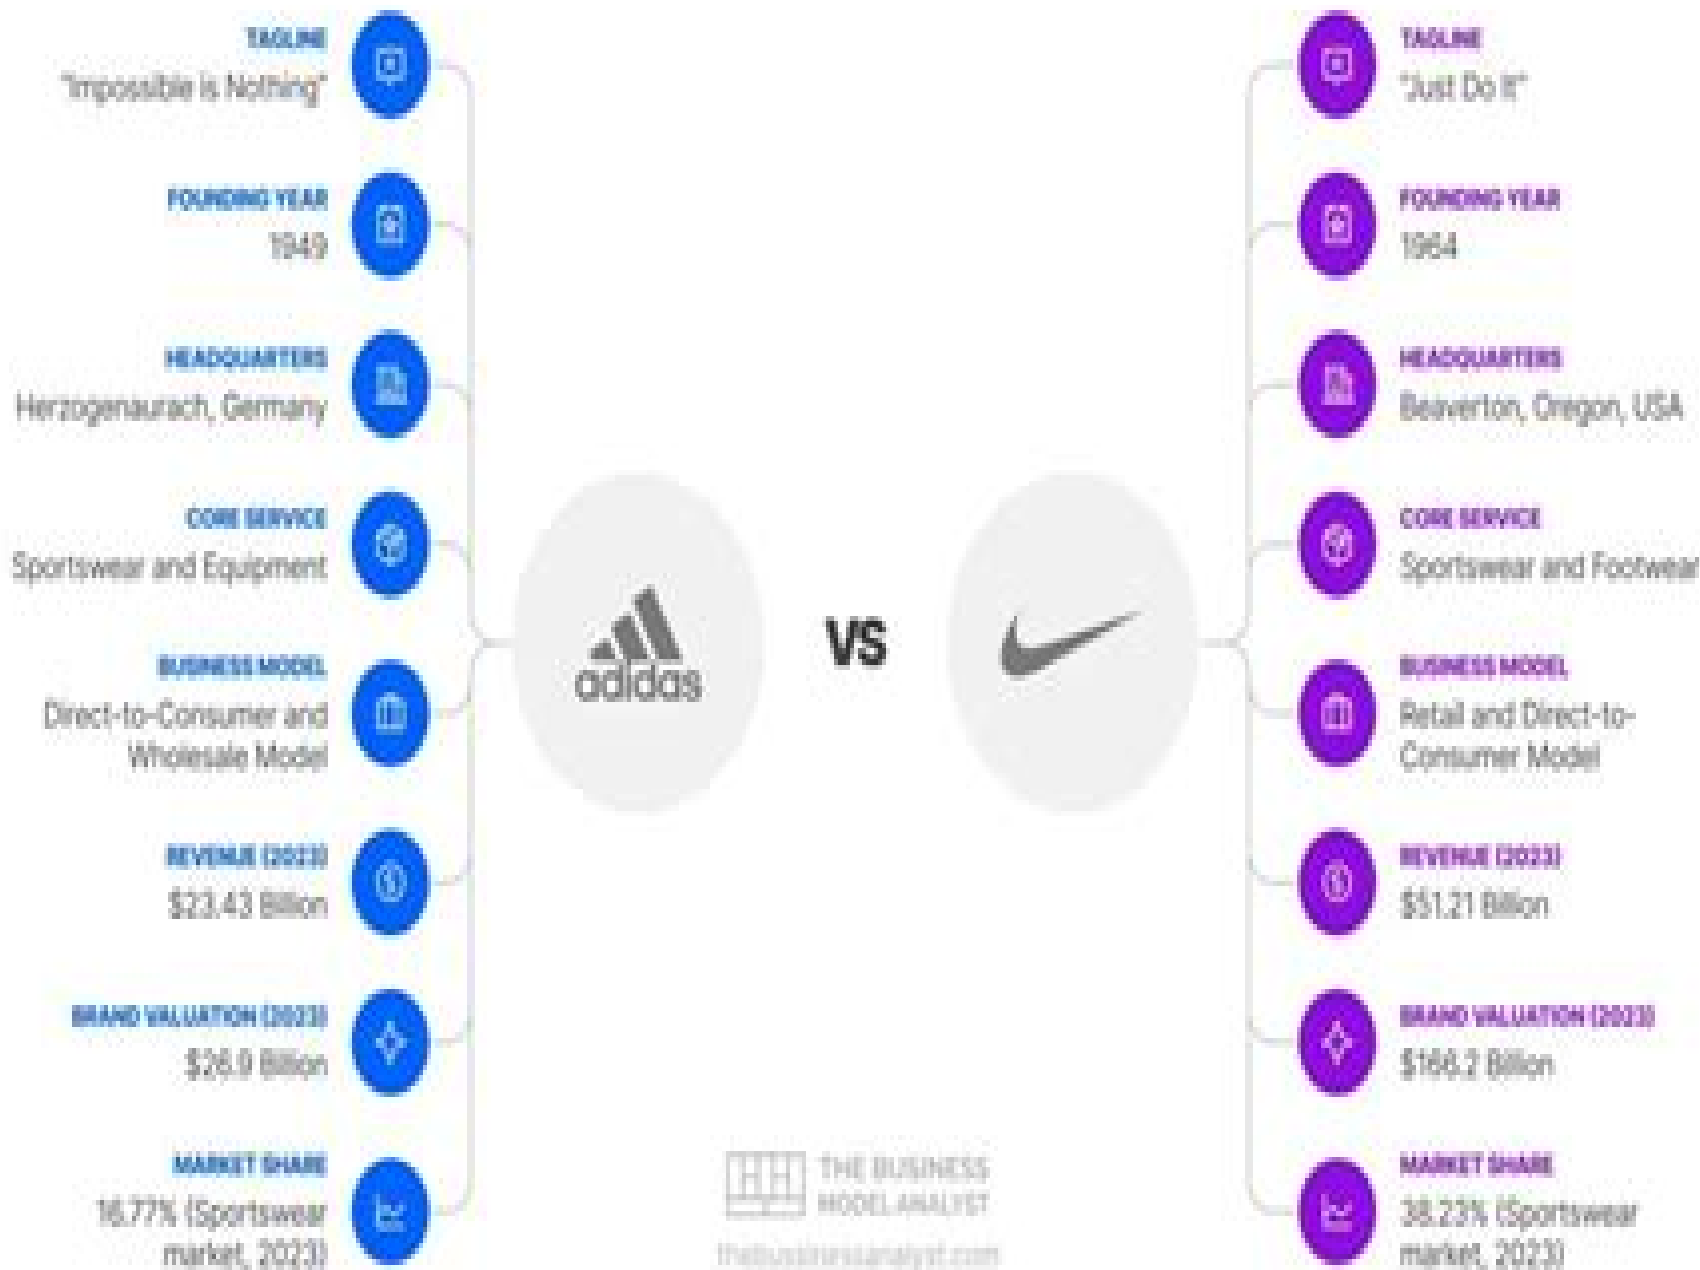 TAGLINE
"Impossible is Nothing"
FOUNDING YEAR
1949
HEADQUARTERS
Herzogenaurach, Germany
CORE SERVICE
Sportswear and Equipment
BUSINESS MODEL
Direct-to-Consumer and
Wholesale Model
REVENUE (2023)
$23.43 Billion
BRAND VALUATION (2023)
$26.9 Billion
MARKET SHARE
16.77% (Sportswear
market, 2023)
adidas
VS
TAGLINE
"Just Do It"
FOUNDING YEAR
1964
HEADQUARTERS
Beaverton, Oregon, USA
CORE SERVICE
Sportswear and Footwear
BUSINESS MODEL
Retail and Direct-to-
Consumer Model
REVENUE (2023)
$51.21 Billion
BRAND VALUATION (2023)
$166.2 Billion
MARKET SHARE
38.23% (Sportswear
market, 2023)
THE BUSINESS
MODEL ANALYST